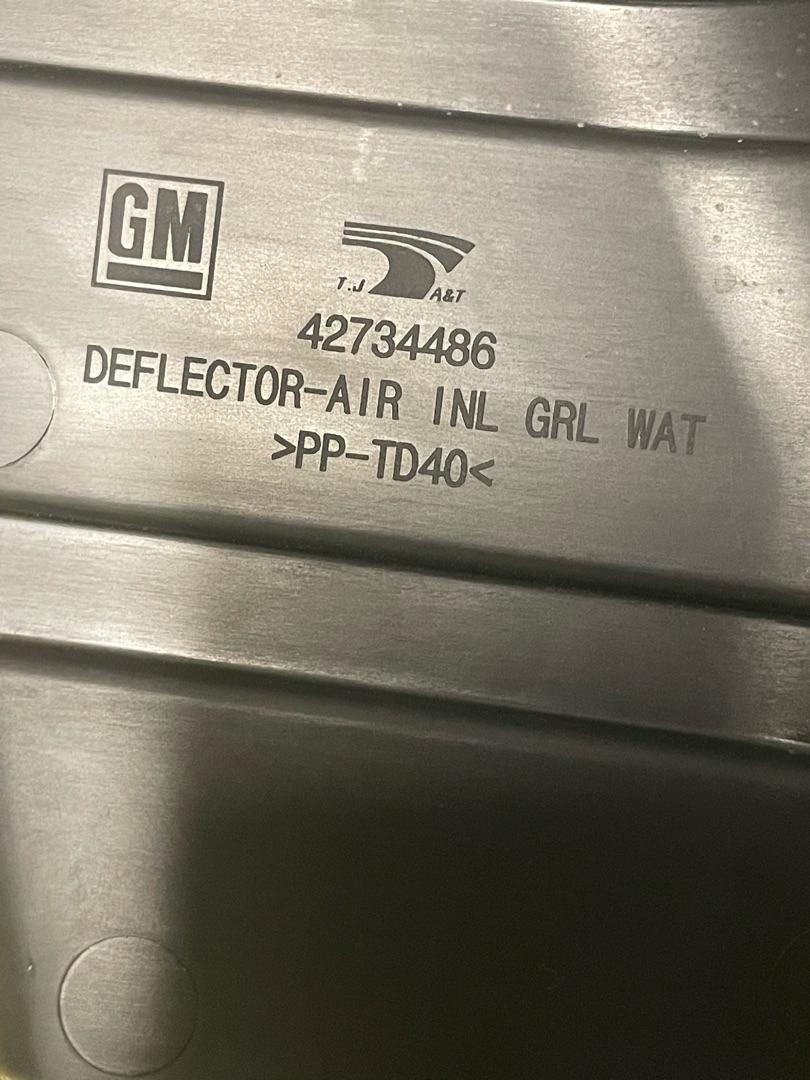 GM
T.J A&T
42734486
DEFLECTOR-AIR INL GRL WAT
>PP-TD40<